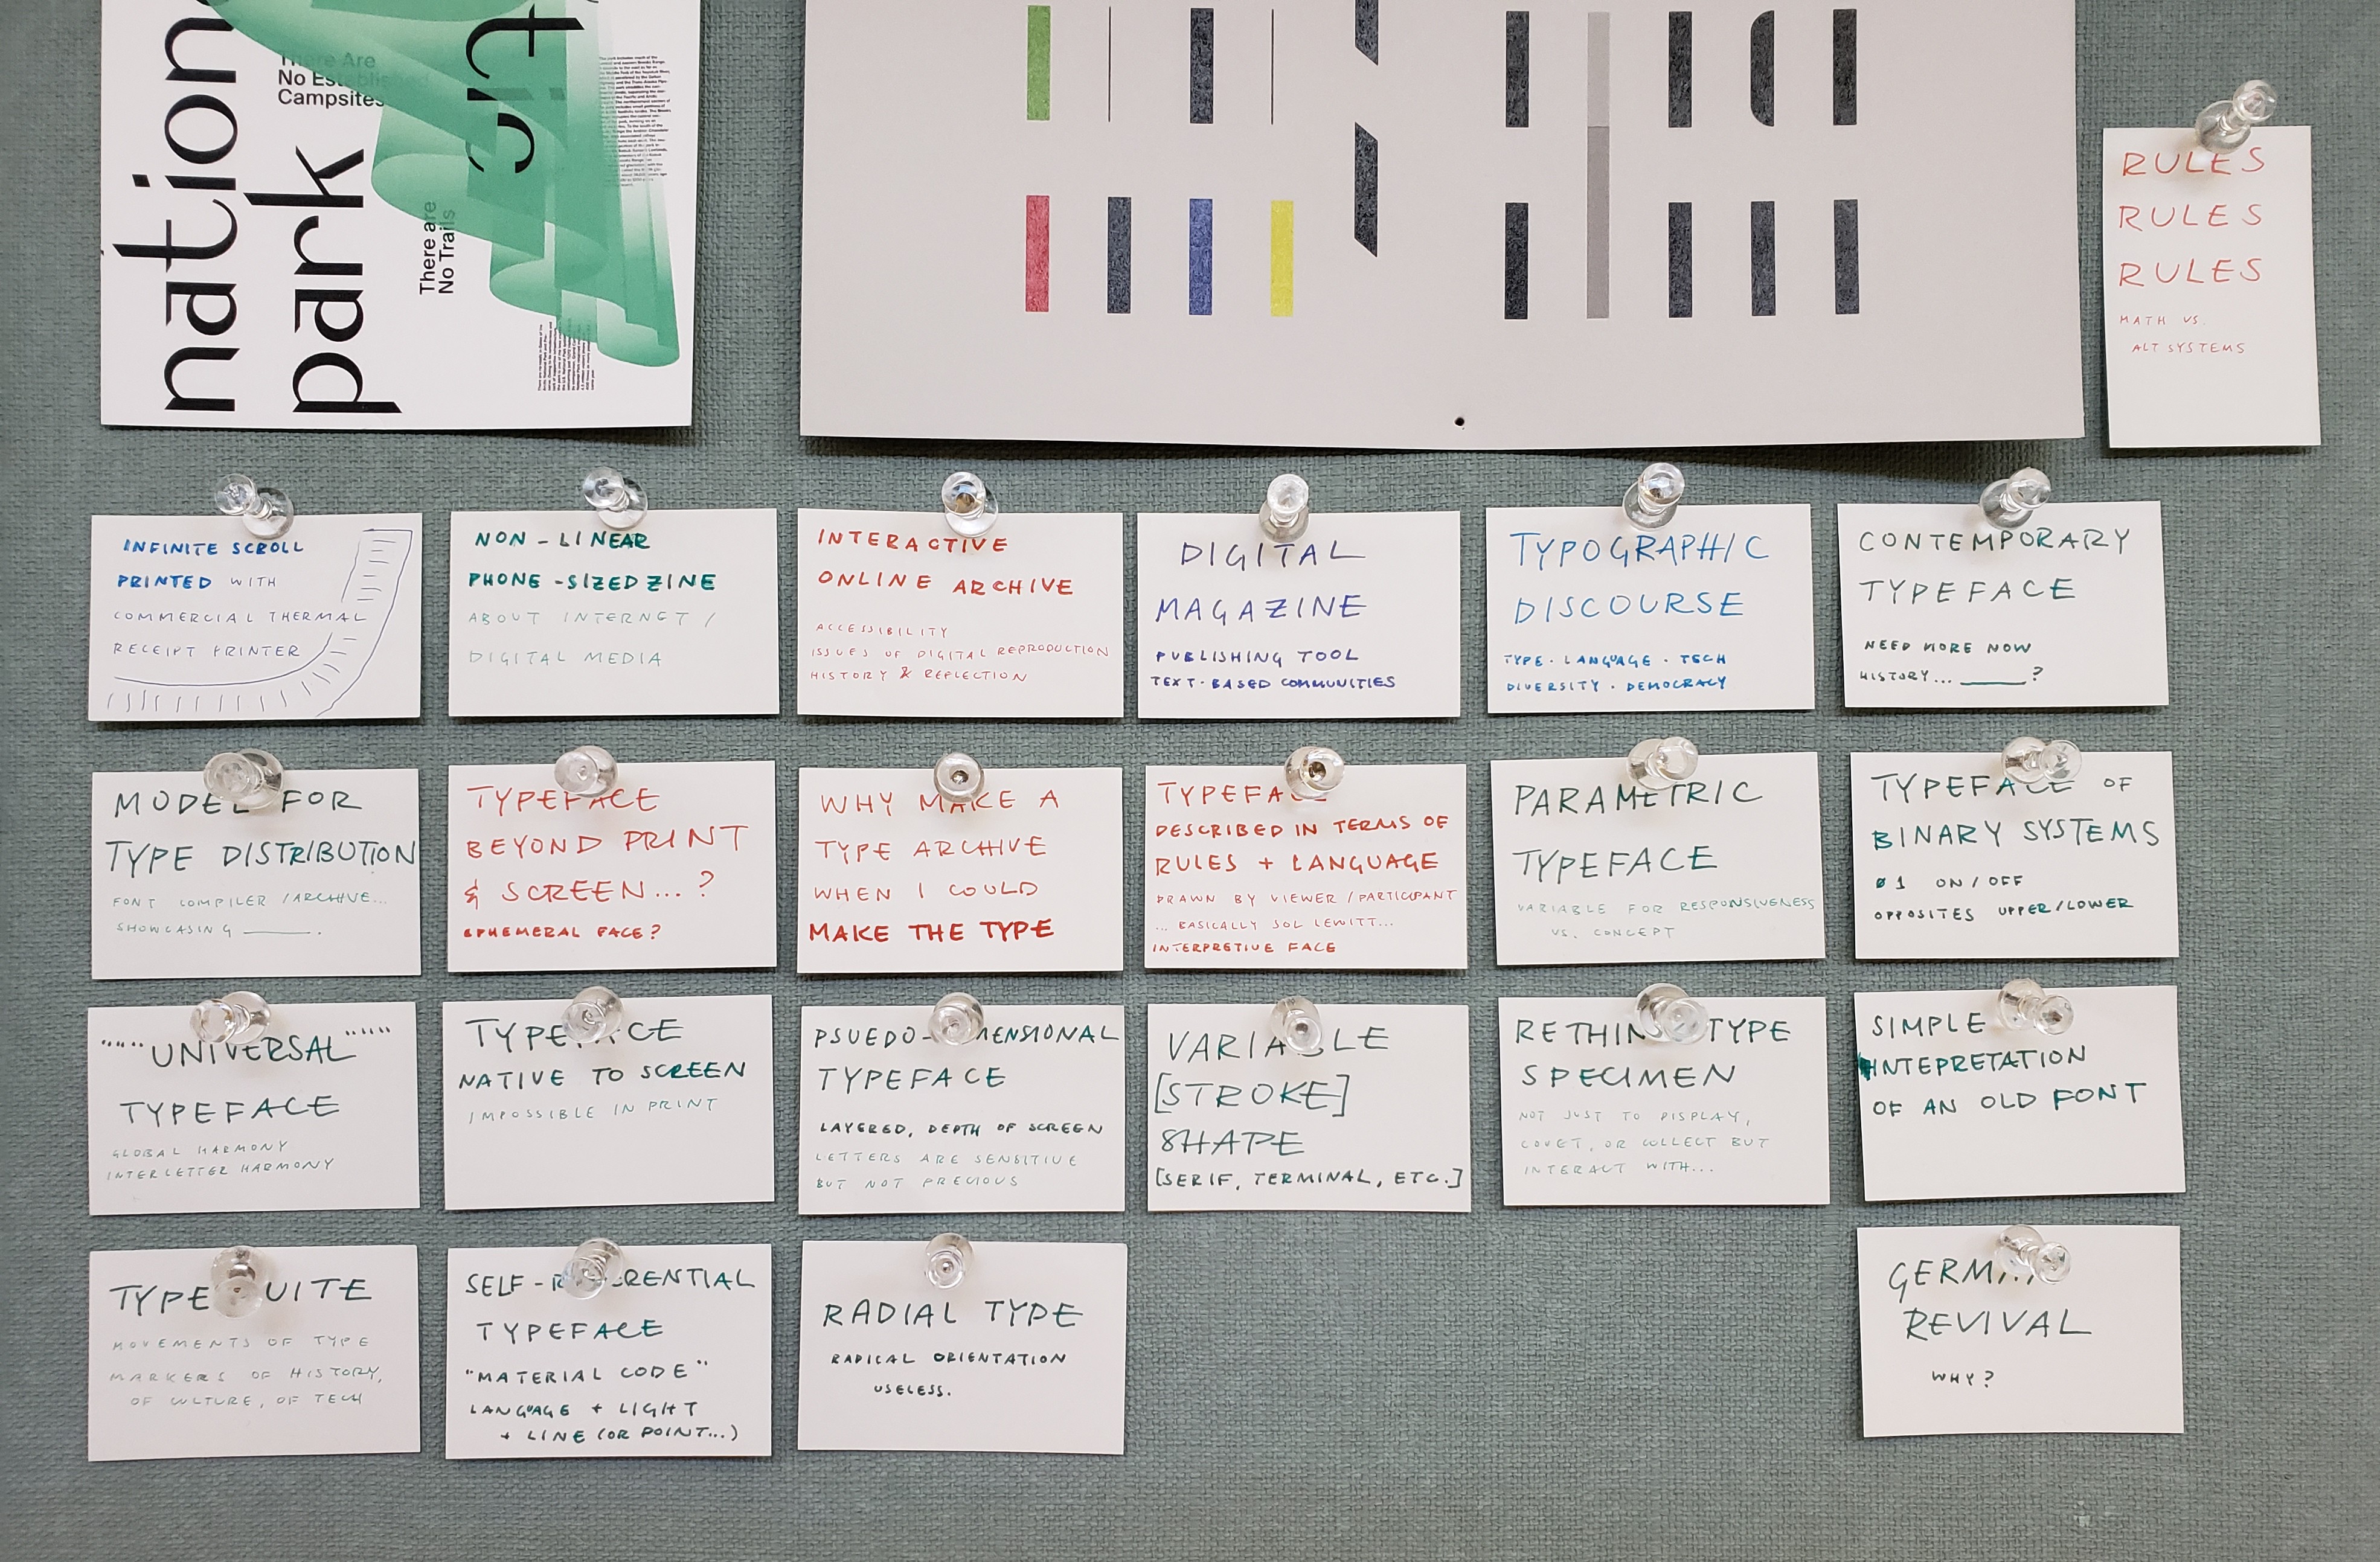 nation
park
There Are
No Established
Campsites
There are
No Trails
RULES
RULES
RULES
MATH VS.
ALT SYSTEMS
INFINITE SCROLL
PRINTED WITH
COMMERCIAL THERMAL
RECEIPT PRINTER
NON-LINEAR
PHONE-SIZED ZINE
ABOUT INTERNET /
DIGITAL MEDIA
INTERACTIVE
ONLINE ARCHIVE
ACCESSIBILITY
ISSUES OF DIGITAL REPRODUCTION
HISTORY & REFLECTION
DIGITAL
MAGAZINE
PUBLISHING TOOL
TEXT-BASED COMMUNITIES
TYPOGRAPHIC
DISCOURSE
TYPE · LANGUAGE · TECH
DIVERSITY · DEMOCRACY
CONTEMPORARY
TYPEFACE
NEED MORE NOW
HISTORY... ______?
MODEL FOR
TYPE DISTRIBUTION
FONT COMPILER / ARCHIVE...
SHOWCASING ______.
TYPEFACE
BEYOND PRINT
& SCREEN...?
EPHEMERAL FACE?
WHY MAKE A
TYPE ARCHIVE
WHEN I COULD
MAKE THE TYPE
TYPEFACE
DESCRIBED IN TERMS OF
RULES + LANGUAGE
DRAWN BY VIEWER / PARTICIPANT
... BASICALLY SOL LEWITT...
INTERPRETIVE FACE
PARAMETRIC
TYPEFACE
VARIABLE FOR RESPONSIVENESS
VS. CONCEPT
TYPEFACE OF
BINARY SYSTEMS
0 1 ON/OFF
OPPOSITES UPPER/LOWER
"""""UNIVERSAL"""""
TYPEFACE
GLOBAL HARMONY
INTERLETTER HARMONY
TYPEFACE
NATIVE TO SCREEN
IMPOSSIBLE IN PRINT
PSUEDO-DIMENSIONAL
TYPEFACE
LAYERED, DEPTH OF SCREEN
LETTERS ARE SENSITIVE
BUT NOT PRECIOUS
VARIABLE
[STROKE]
SHAPE
[SERIF, TERMINAL, ETC.]
RETHINK TYPE
SPECIMEN
NOT JUST TO DISPLAY,
COVET, OR COLLECT BUT
INTERACT WITH...
SIMPLE
INTEPRETATION
OF AN OLD FONT
TYPE SUITE
MOVEMENTS OF TYPE
MARKERS OF HISTORY,
OF CULTURE, OF TECH
SELF-REFERENTIAL
TYPEFACE
"MATERIAL CODE"
LANGUAGE + LIGHT
+ LINE (OR POINT...)
RADIAL TYPE
RADICAL ORIENTATION
USELESS.
GERMAN
REVIVAL
WHY?